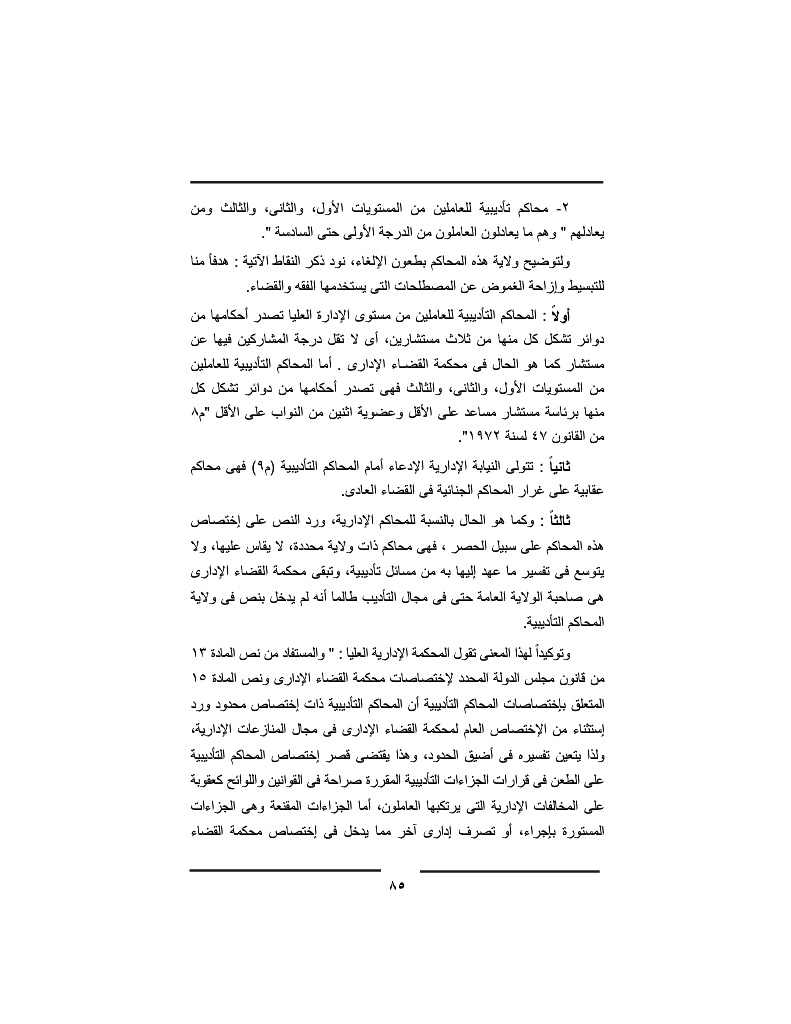 ٢- محاكم تأديبية للعاملين من المستويات الأول، والثانى، والثالث ومن
يعادلهم " وهم ما يعادلون العاملون من الدرجة الأولى حتى السادسة ".
ولتوضيح ولاية هذه المحاكم بطعون الإلغاء، نود ذكر النقاط الآتية : هدفاً منا
للتبسيط وإزاحة الغموض عن المصطلحات التى يستخدمها الفقه والقضاء.
أولاً : المحاكم التأديبية للعاملين من مستوى الإدارة العليا تصدر أحكامها من
دوائر تشكل كل منها من ثلاث مستشارين، أى لا تقل درجة المشاركين فيها عن
مستشار كما هو الحال فى محكمة القضاء الإدارى . أما المحاكم التأديبية للعاملين
من المستويات الأول، والثانى، والثالث فهى تصدر أحكامها من دوائر تشكل كل
منها برئاسة مستشار مساعد على الأقل وعضوية اثنين من النواب على الأقل "م٨
من القانون ٤٧ لسنة ١٩٧٢".
ثانياً : تتولى النيابة الإدارية الإدعاء أمام المحاكم التأديبية (م٩) فهى محاكم
عقابية على غرار المحاكم الجنائية فى القضاء العادى.
ثالثاً : وكما هو الحال بالنسبة للمحاكم الإدارية، ورد النص على إختصاص
هذه المحاكم على سبيل الحصر ، فهى محاكم ذات ولاية محددة، لا يقاس عليها، ولا
يتوسع فى تفسير ما عهد إليها به من مسائل تأديبية، وتبقى محكمة القضاء الإدارى
هى صاحبة الولاية العامة حتى فى مجال التأديب طالما أنه لم يدخل بنص فى ولاية
المحاكم التأديبية.
وتوكيداً لهذا المعنى تقول المحكمة الإدارية العليا : " والمستفاد من نص المادة ١٣
من قانون مجلس الدولة المحدد لإختصاصات محكمة القضاء الإدارى ونص المادة ١٥
المتعلق بإختصاصات المحاكم التأديبية أن المحاكم التأديبية ذات إختصاص محدود ورد
إستثناء من الإختصاص العام لمحكمة القضاء الإدارى فى مجال المنازعات الإدارية،
ولذا يتعين تفسيره فى أضيق الحدود، وهذا يقتضى قصر إختصاص المحاكم التأديبية
على الطعن فى قرارات الجزاءات التأديبية المقررة صراحة فى القوانين واللوائح كعقوبة
على المخالفات الإدارية التى يرتكبها العاملون، أما الجزاءات المقنعة وهى الجزاءات
المستورة بإجراء، أو تصرف إدارى آخر مما يدخل فى إختصاص محكمة القضاء
٨٥